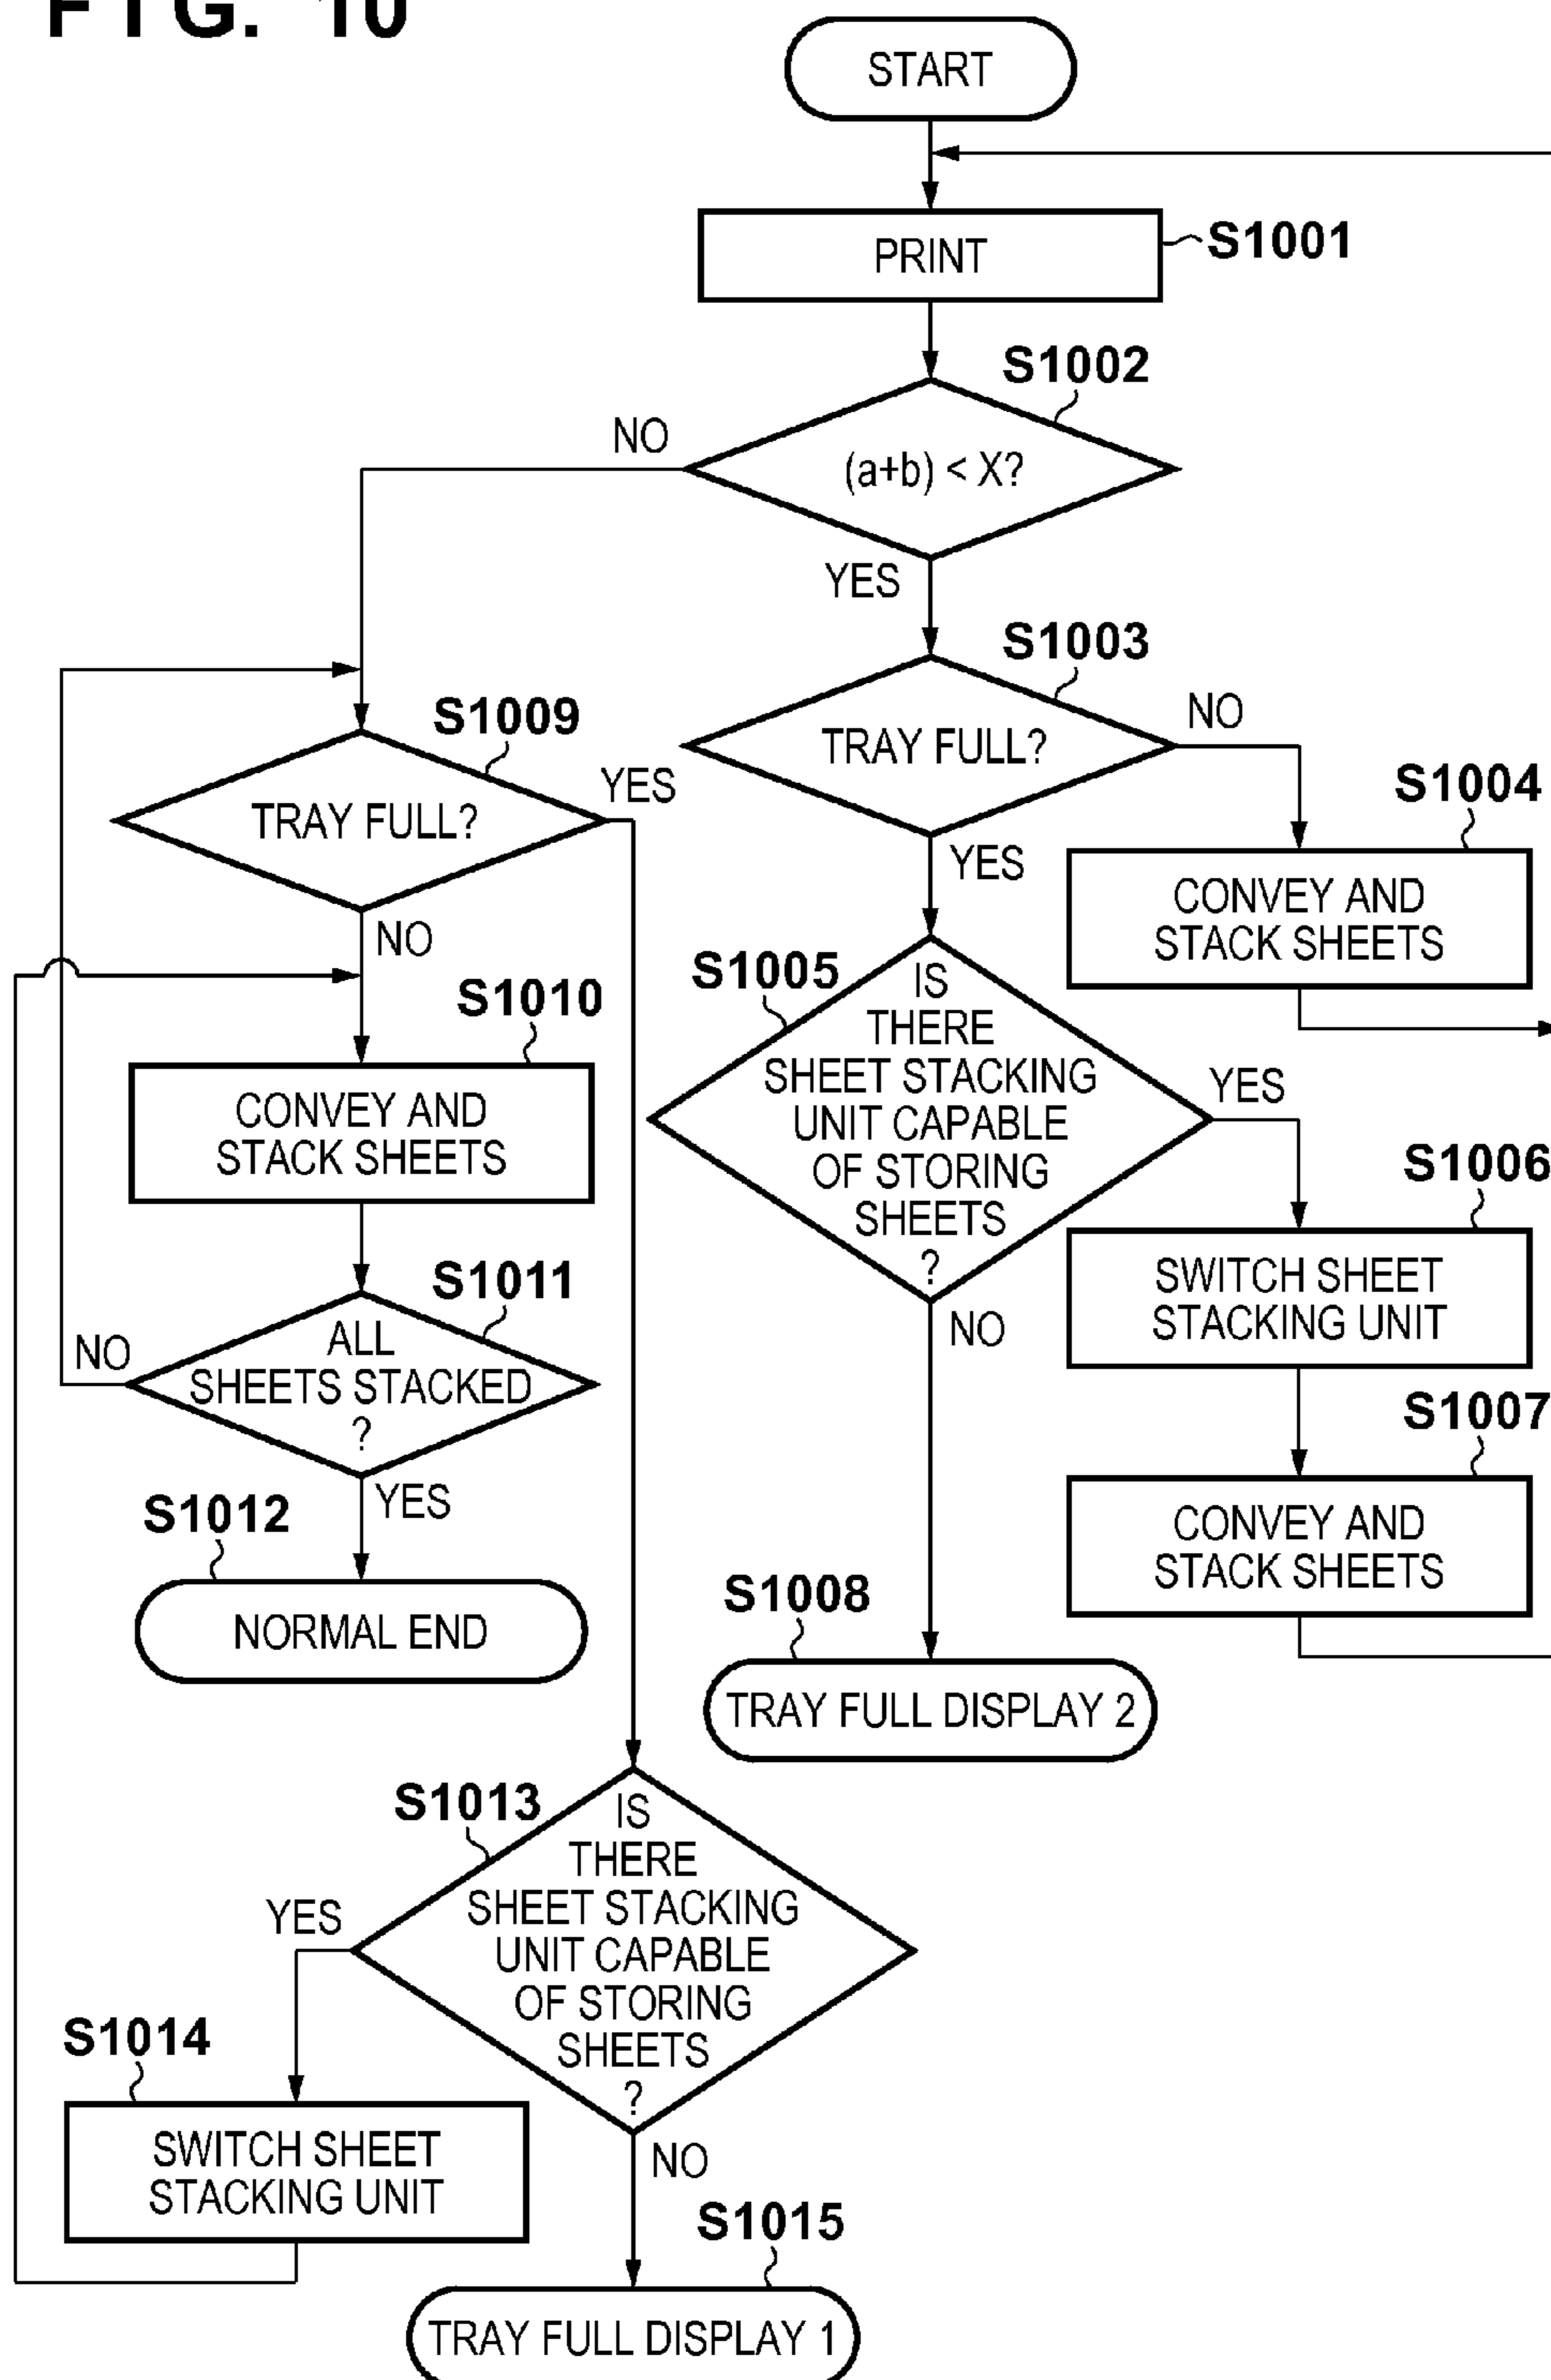 FIG. 10
START
PRINT
S1001
S1002
(a+b) < X?
NO
YES
S1003
TRAY FULL?
NO
YES
S1004
CONVEY AND
STACK SHEETS
S1005
IS
THERE
SHEET STACKING
UNIT CAPABLE
OF STORING
SHEETS
?
YES
NO
S1006
SWITCH SHEET
STACKING UNIT
S1007
CONVEY AND
STACK SHEETS
S1008
TRAY FULL DISPLAY 2
S1009
TRAY FULL?
YES
NO
S1010
CONVEY AND
STACK SHEETS
S1011
ALL
SHEETS STACKED
?
NO
YES
S1012
NORMAL END
S1013
IS
THERE
SHEET STACKING
UNIT CAPABLE
OF STORING
SHEETS
?
YES
NO
S1014
SWITCH SHEET
STACKING UNIT
S1015
TRAY FULL DISPLAY 1